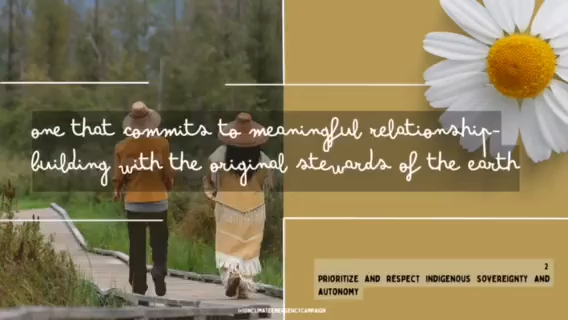 one that commits to meaningful relationship-
building with the original stewards of the earth
2
PRIORITIZE AND RESPECT INDIGENOUS SOVEREIGNTY AND
AUTONOMY